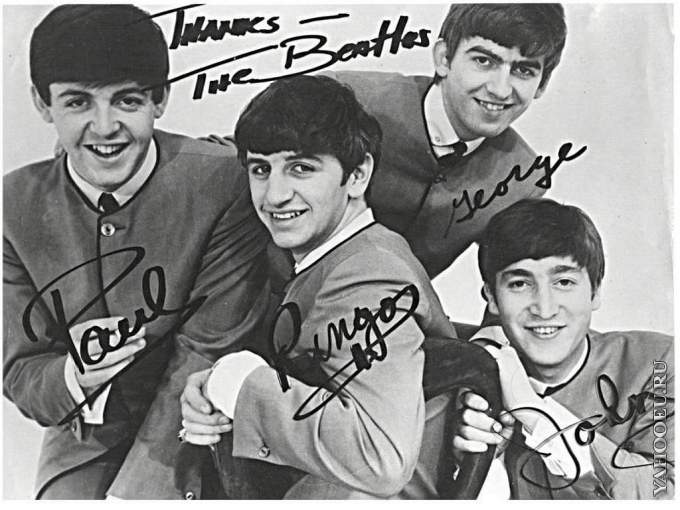 Thanks —
The Beatles
George
Paul
Ringo
John
YAHOOEU.RU